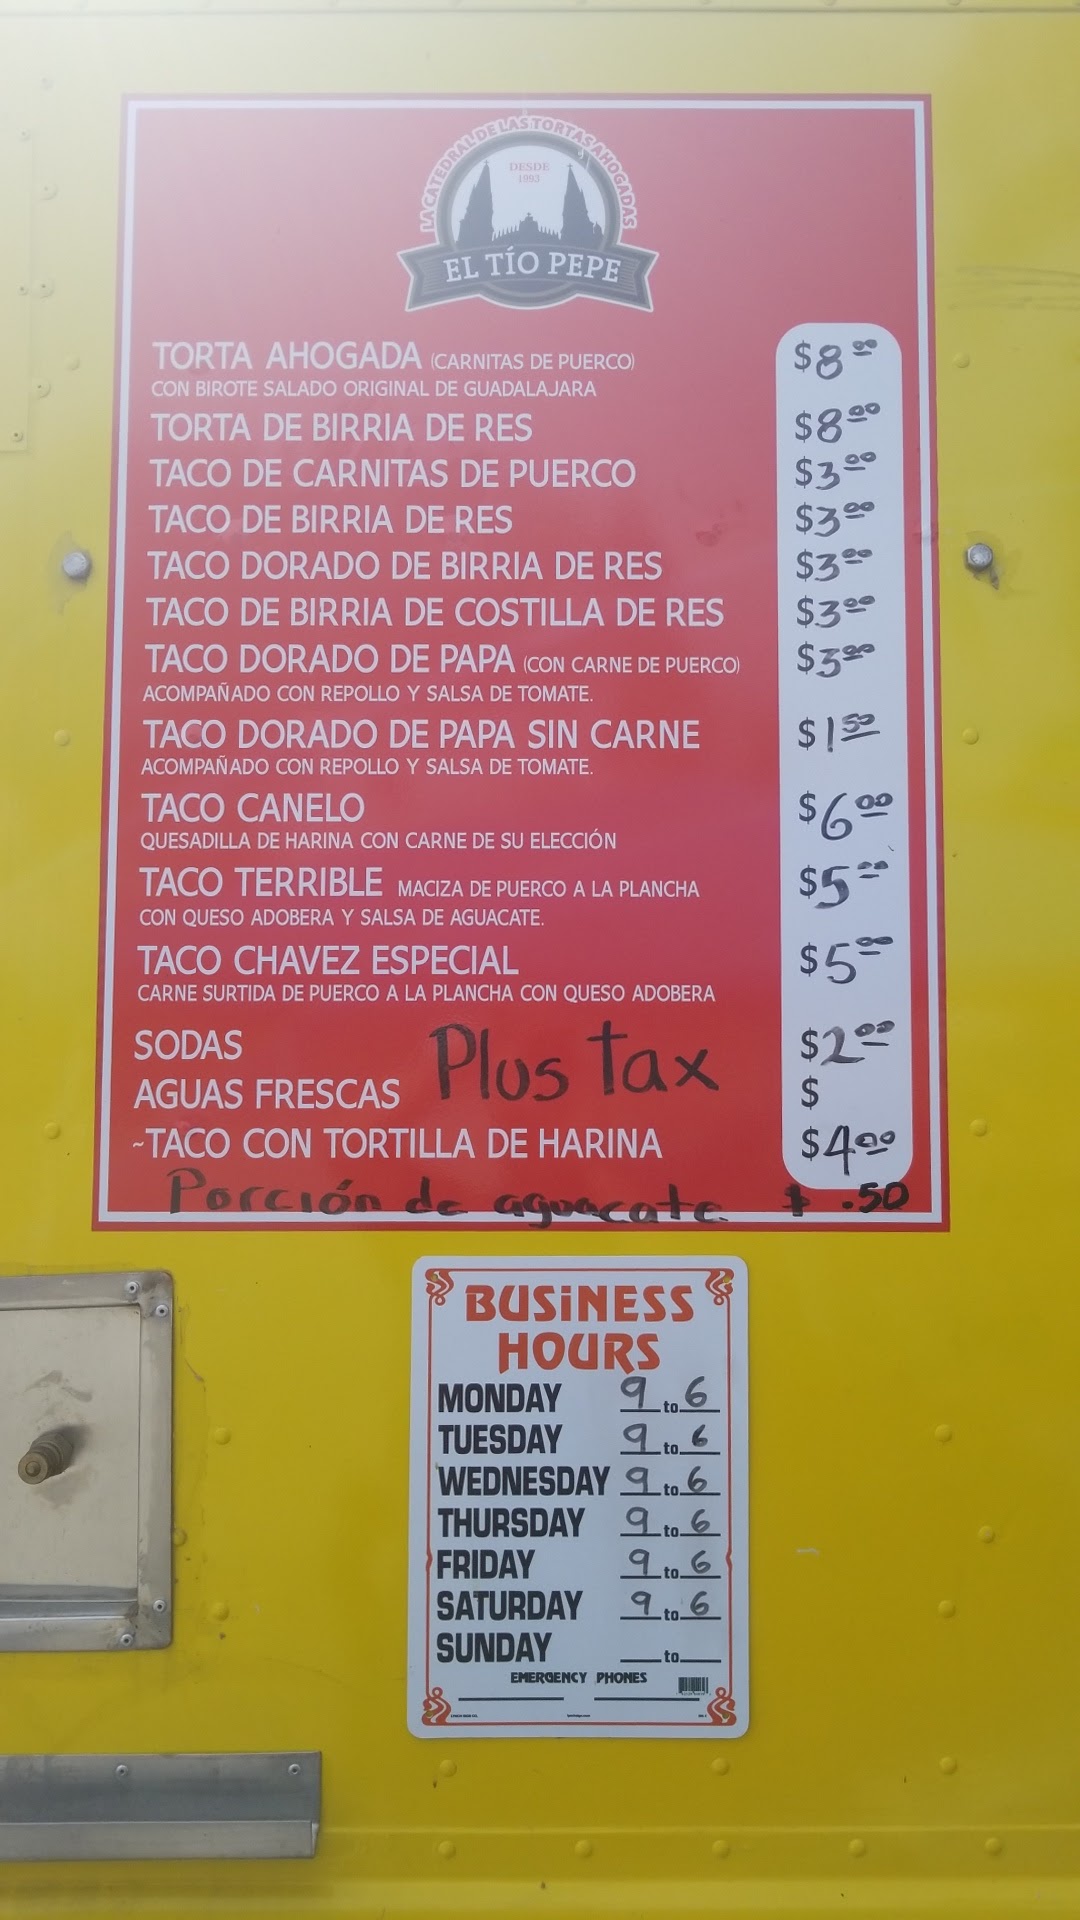 LA CATEDRAL DE LAS TORTAS AHOGADAS
DESDE
1993
EL TÍO PEPE
TORTA AHOGADA (CARNITAS DE PUERCO) $8 00
CON BIROTE SALADO ORIGINAL DE GUADALAJARA
TORTA DE BIRRIA DE RES $8 00
TACO DE CARNITAS DE PUERCO $3 00
TACO DE BIRRIA DE RES $3 00
TACO DORADO DE BIRRIA DE RES $3 00
TACO DE BIRRIA DE COSTILLA DE RES $3 00
TACO DORADO DE PAPA (CON CARNE DE PUERCO) $3 00
ACOMPAÑADO CON REPOLLO Y SALSA DE TOMATE.
TACO DORADO DE PAPA SIN CARNE $1 50
ACOMPAÑADO CON REPOLLO Y SALSA DE TOMATE.
TACO CANELO $6 00
QUESADILLA DE HARINA CON CARNE DE SU ELECCIÓN
TACO TERRIBLE MACIZA DE PUERCO A LA PLANCHA $5 00
CON QUESO ADOBERA Y SALSA DE AGUACATE.
TACO CHAVEZ ESPECIAL $5 00
CARNE SURTIDA DE PUERCO A LA PLANCHA CON QUESO ADOBERA
SODAS $2 00
Plus tax
AGUAS FRESCAS $
~TACO CON TORTILLA DE HARINA $4 00
Porción de aguacate $ .50
BUSiNESS
HOURS
MONDAY 9 to 6
TUESDAY 9 to 6
WEDNESDAY 9 to 6
THURSDAY 9 to 6
FRIDAY 9 to 6
SATURDAY 9 to 6
SUNDAY to
EMERGENCY PHONES